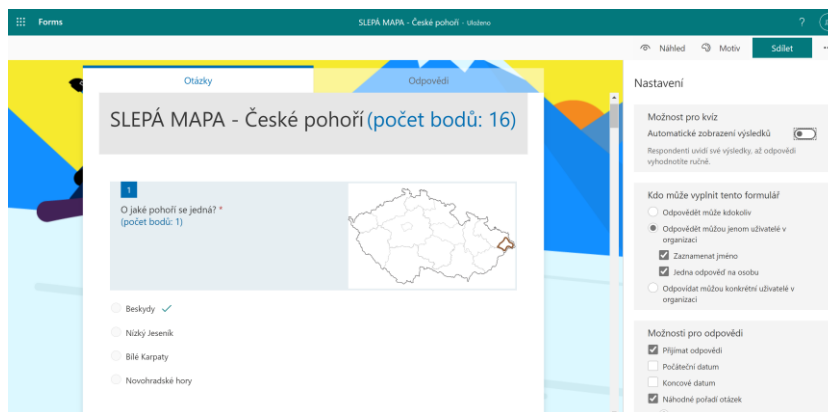 Forms
SLEPÁ MAPA - České pohoří - Uloženo
?
Náhled
Motiv
Sdílet
Otázky
Odpovědi
SLEPÁ MAPA - České pohoří (počet bodů: 16)
1
O jaké pohoří se jedná? *
(počet bodů: 1)
Beskydy
Nízký Jeseník
Bílé Karpaty
Novohradské hory
Nastavení
Možnost pro kvíz
Automatické zobrazení výsledků
Respondenti uvidí své výsledky, až odpovědi
vyhodnotíte ručně.
Kdo může vyplnit tento formulář
Odpovědět může kdokoliv
Odpovědět můžou jenom uživatelé v
organizaci
Zaznamenat jméno
Jedna odpověď na osobu
Odpovídat můžou konkrétní uživatelé v
organizaci
Možnosti pro odpovědi
Přijímat odpovědi
Počáteční datum
Koncové datum
Náhodné pořadí otázek